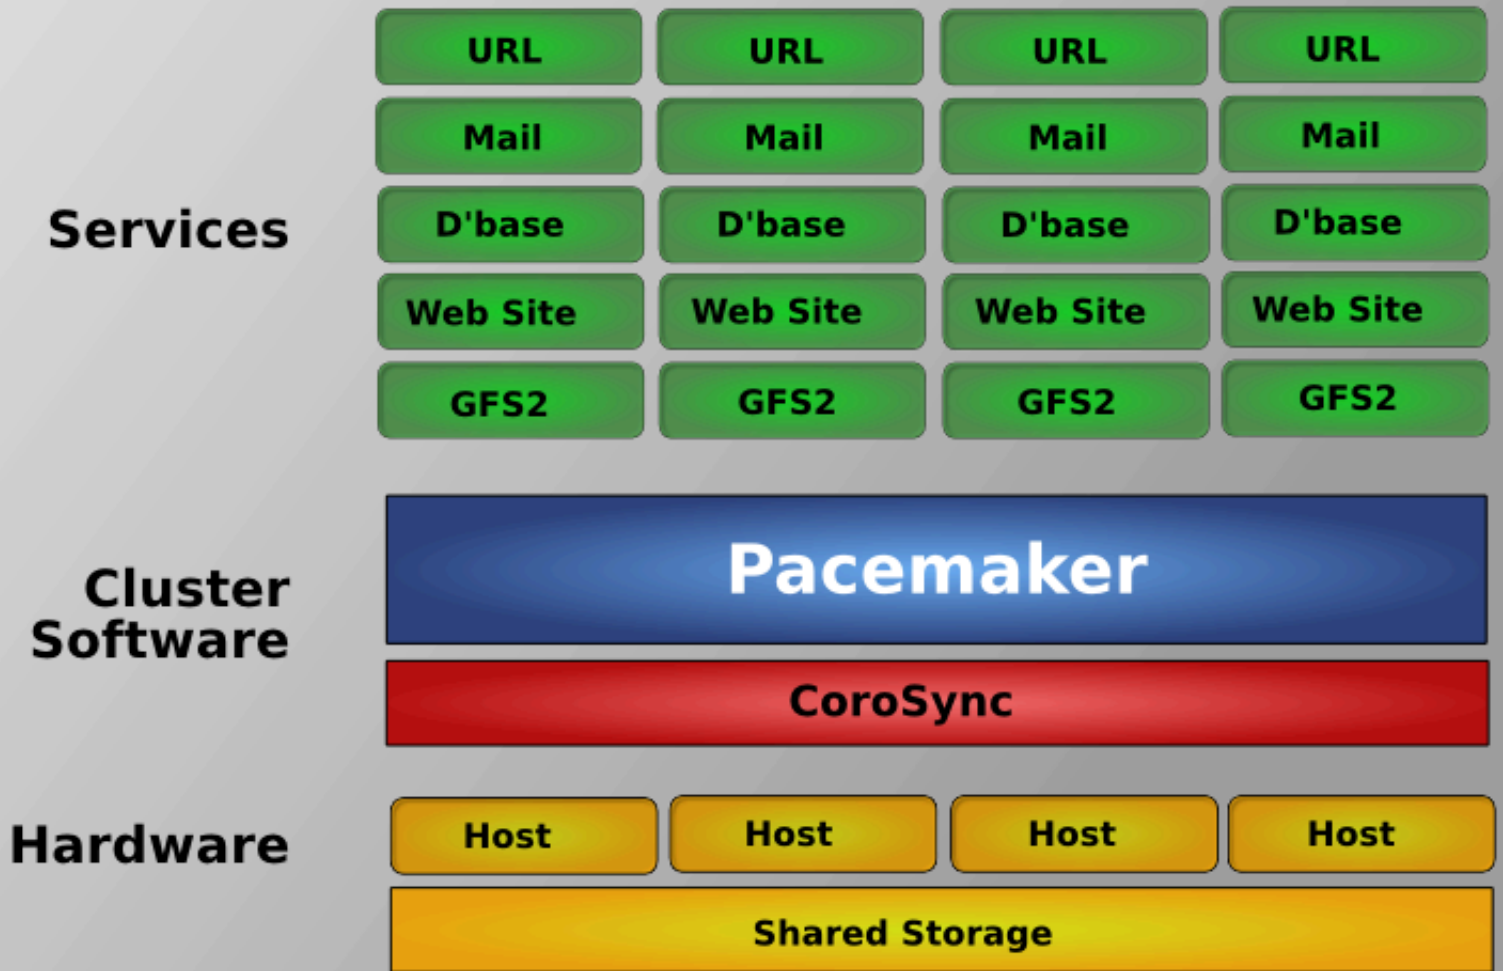 URL URL URL URL
Mail Mail Mail Mail
Services
D'base D'base D'base D'base
Web Site Web Site Web Site Web Site
GFS2 GFS2 GFS2 GFS2
Cluster
Software
Pacemaker
CoroSync
Hardware
Host Host Host Host
Shared Storage